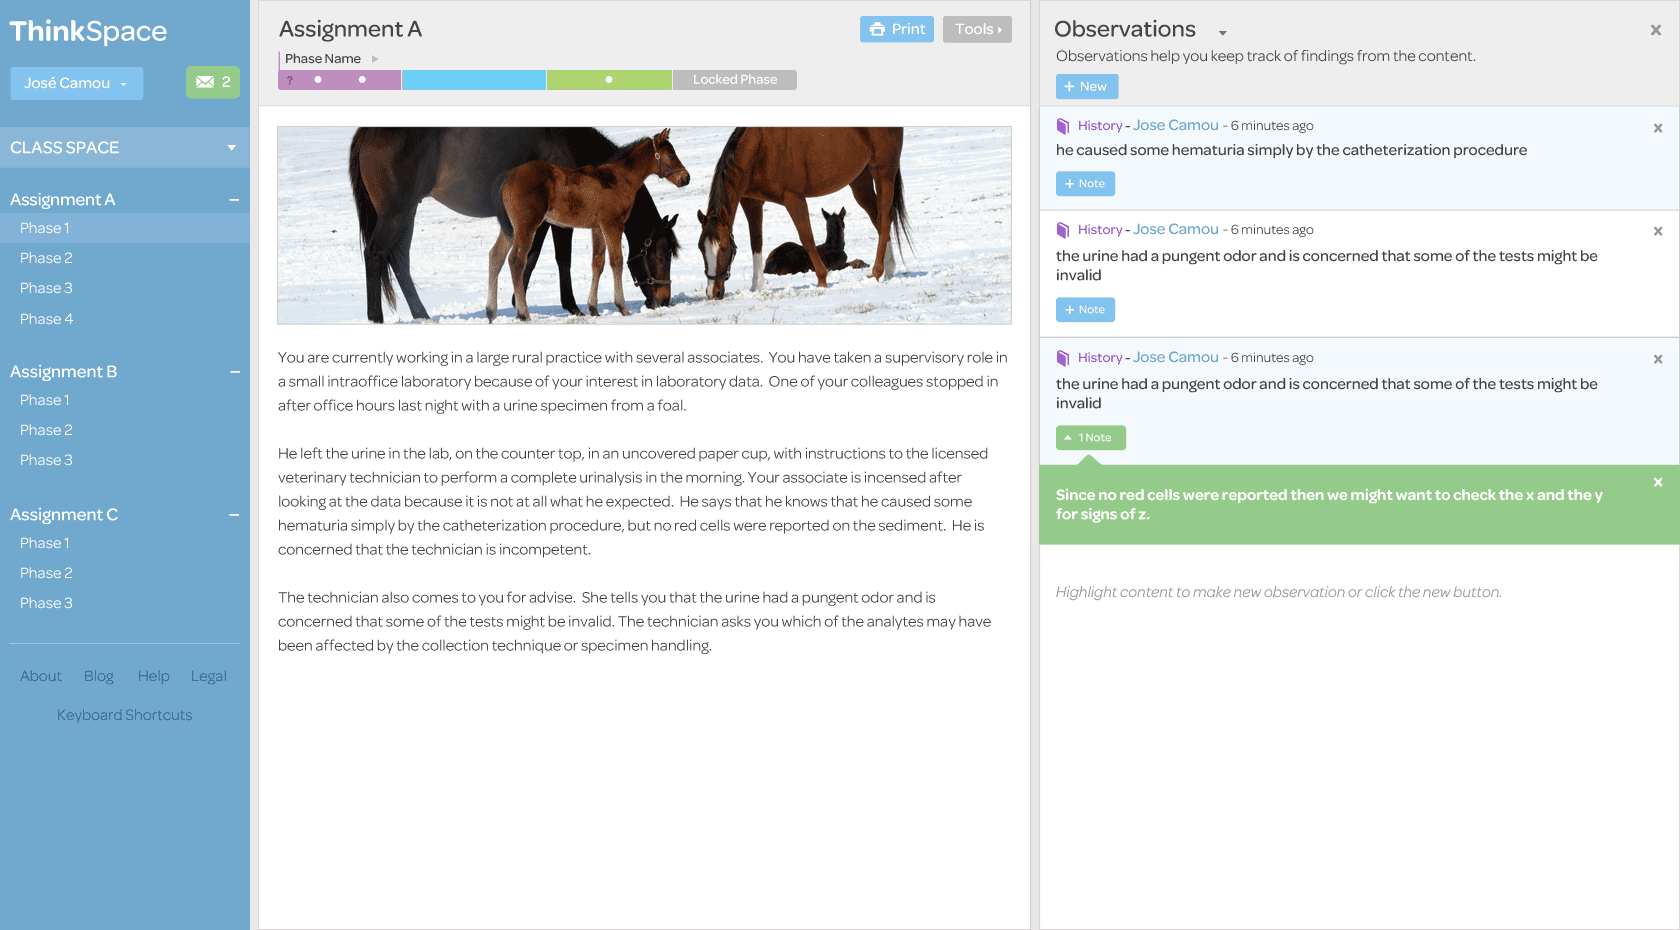 ThinkSpace
José Camou
2
CLASS SPACE
Assignment A
Phase 1
Phase 2
Phase 3
Phase 4
Assignment B
Phase 1
Phase 2
Phase 3
Assignment C
Phase 1
Phase 2
Phase 3
About Blog Help Legal
Keyboard Shortcuts
Assignment A
Print
Tools
Phase Name
?
Locked Phase
You are currently working in a large rural practice with several associates. You have taken a supervisory role in
a small intraoffice laboratory because of your interest in laboratory data. One of your colleagues stopped in
after office hours last night with a urine specimen from a foal.
He left the urine in the lab, on the counter top, in an uncovered paper cup, with instructions to the licensed
veterinary technician to perform a complete urinalysis in the morning. Your associate is incensed after
looking at the data because it is not at all what he expected. He says that he knows that he caused some
hematuria simply by the catheterization procedure, but no red cells were reported on the sediment. He is
concerned that the technician is incompetent.
The technician also comes to you for advise. She tells you that the urine had a pungent odor and is
concerned that some of the tests might be invalid. The technician asks you which of the analytes may have
been affected by the collection technique or specimen handling.
Observations
x
Observations help you keep track of findings from the content.
+ New
History - Jose Camou - 6 minutes ago
x
he caused some hematuria simply by the catheterization procedure
+ Note
History - Jose Camou - 6 minutes ago
x
the urine had a pungent odor and is concerned that some of the tests might be
invalid
+ Note
History - Jose Camou - 6 minutes ago
x
the urine had a pungent odor and is concerned that some of the tests might be
invalid
1 Note
x
Since no red cells were reported then we might want to check the x and the y
for signs of z.
Highlight content to make new observation or click the new button.